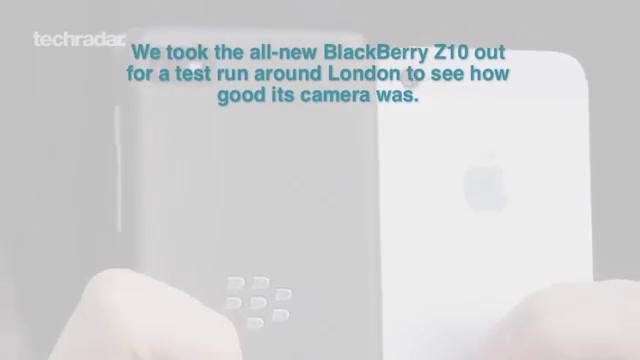 techradar.
We took the all-new BlackBerry Z10 out
for a test run around London to see how
good its camera was.